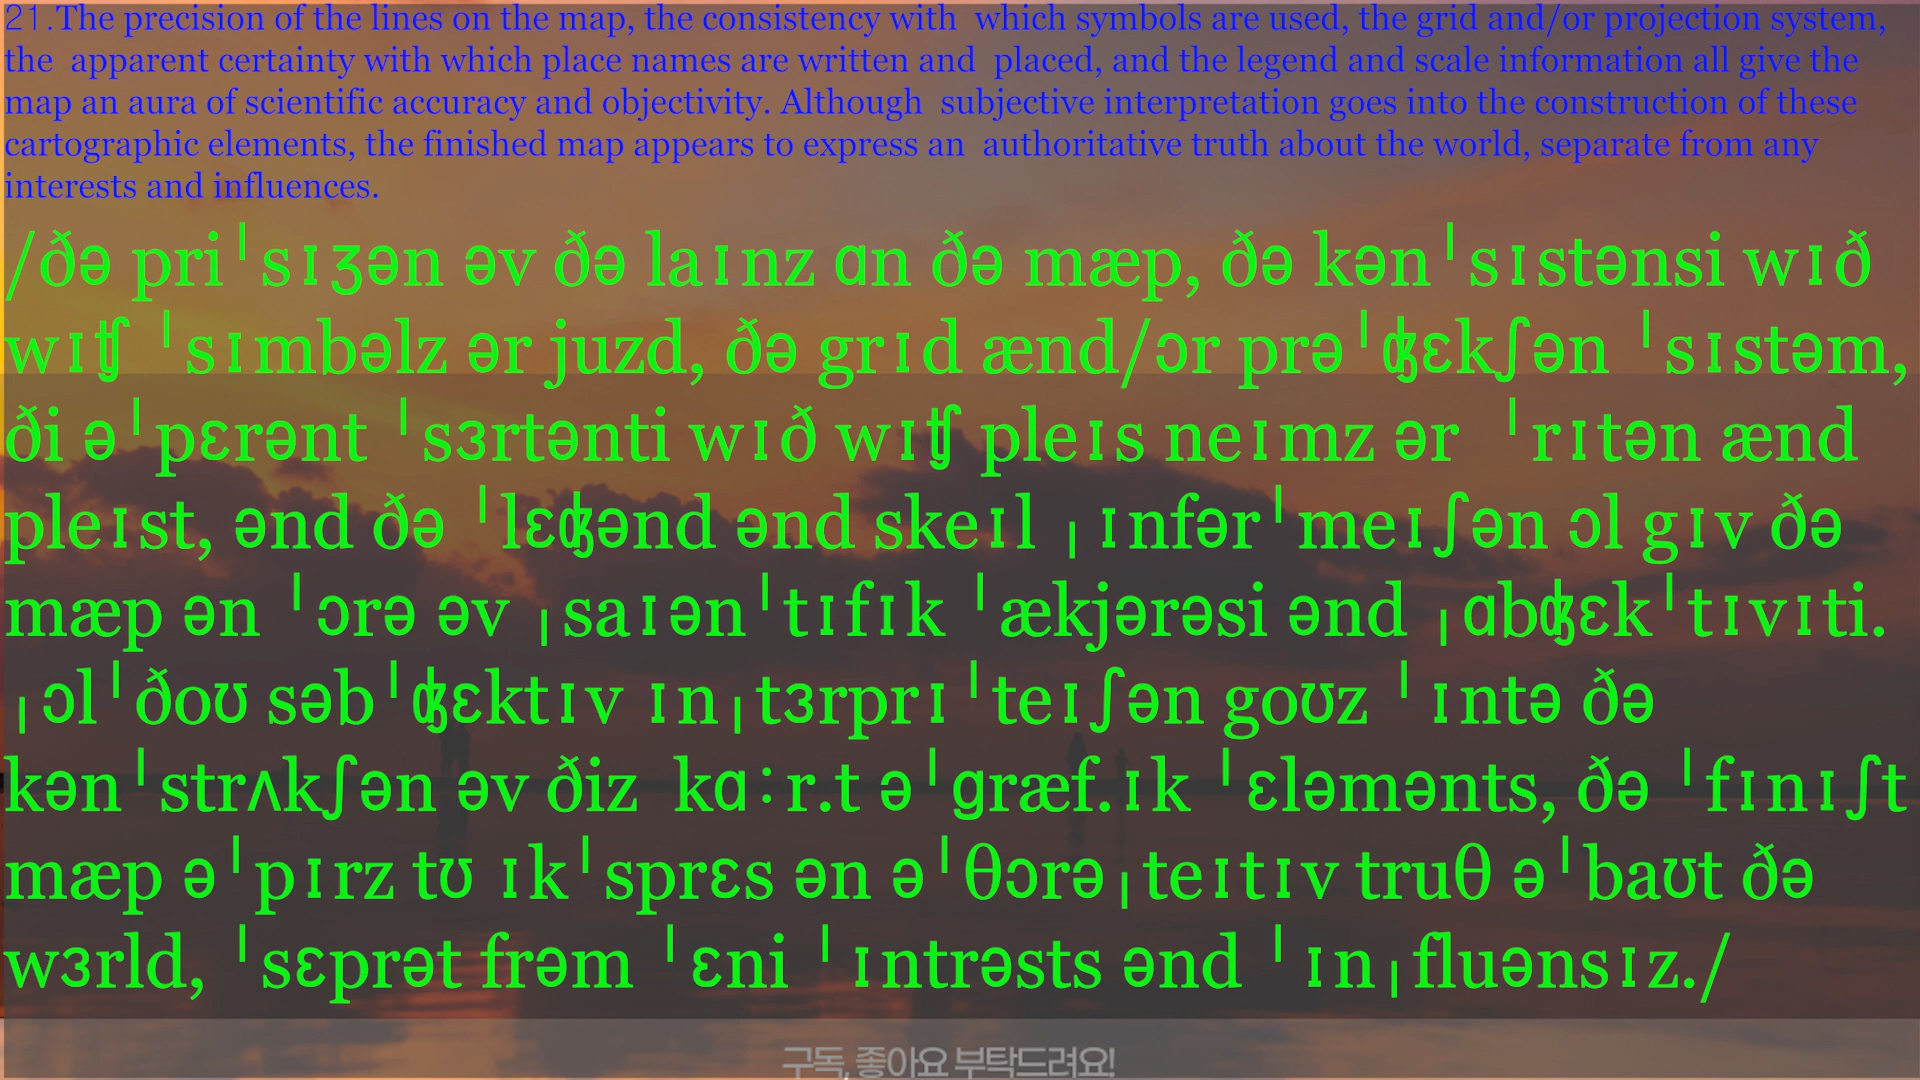 21.The precision of the lines on the map, the consistency with  which symbols are used, the grid and/or projection system,
the  apparent certainty with which place names are written and  placed, and the legend and scale information all give the
map an aura of scientific accuracy and objectivity. Although  subjective interpretation goes into the construction of these
cartographic elements, the finished map appears to express an  authoritative truth about the world, separate from any
interests and influences.
/ðə priˈsɪʒən əv ðə laɪnz ɑn ðə mæp, ðə kənˈsɪstənsi wɪð
wɪʧ ˈsɪmbəlz ər juzd, ðə grɪd ænd/ɔr prəˈʤɛkʃən ˈsɪstəm,
ði əˈpɛrənt ˈsɜrtənti wɪð wɪʧ pleɪs neɪmz ər  ˈrɪtən ænd
pleɪst, ənd ðə ˈlɛʤənd ənd skeɪl ˌɪnfərˈmeɪʃən ɔl gɪv ðə
mæp ən ˈɔrə əv ˌsaɪənˈtɪfɪk ˈækjərəsi ənd ˌɑbʤɛkˈtɪvɪti.
ˌɔlˈðoʊ səbˈʤɛktɪv ɪnˌtɜrprɪˈteɪʃən goʊz ˈɪntə ðə
kənˈstrʌkʃən əv ðiz  kɑːr.t əˈɡræf.ɪk ˈɛləmənts, ðə ˈfɪnɪʃt
mæp əˈpɪrz tʊ ɪkˈsprɛs ən əˈθɔrəˌteɪtɪv truθ əˈbaʊt ðə
wɜrld, ˈsɛprət frəm ˈɛni ˈɪntrəsts ənd ˈɪnˌfluənsɪz./
구독, 좋아요 부탁드려요!